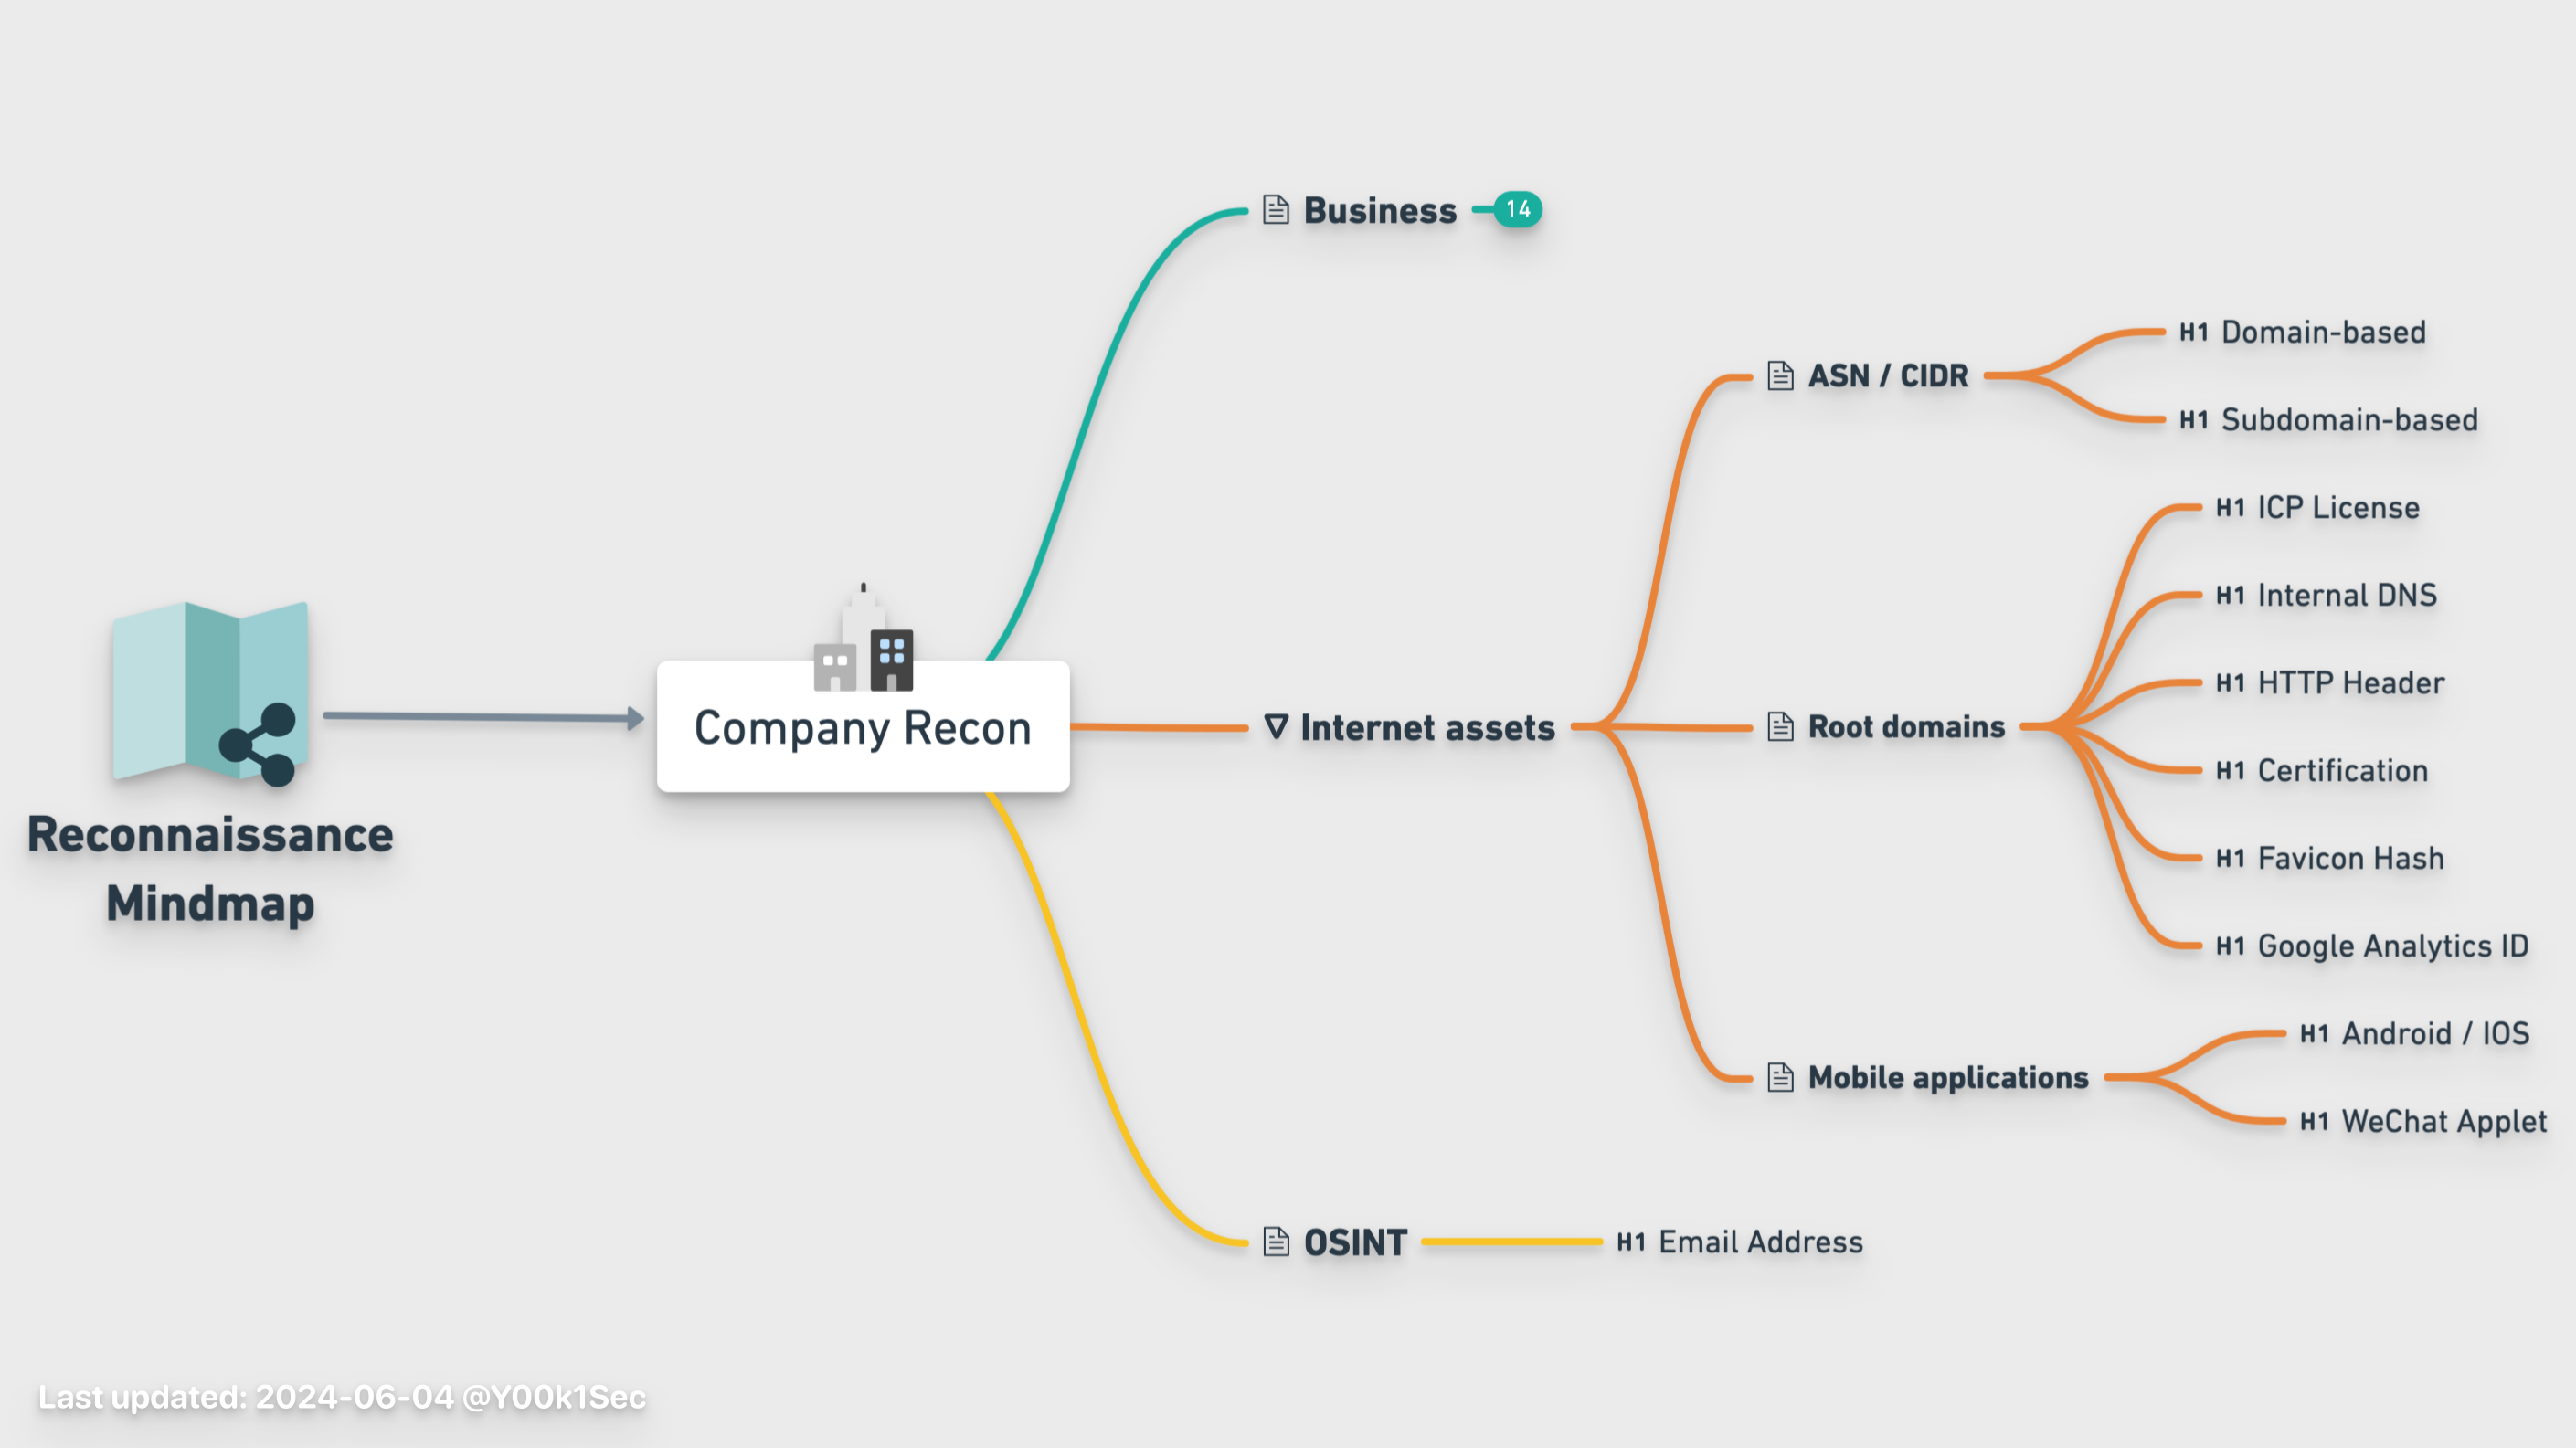 Reconnaissance
Mindmap
Company Recon
Business
14
Internet assets
ASN / CIDR
H1 Domain-based
H1 Subdomain-based
Root domains
H1 ICP License
H1 Internal DNS
H1 HTTP Header
H1 Certification
H1 Favicon Hash
H1 Google Analytics ID
Mobile applications
H1 Android / IOS
H1 WeChat Applet
OSINT
H1 Email Address
Last updated: 2024-06-04 @Y00k1Sec